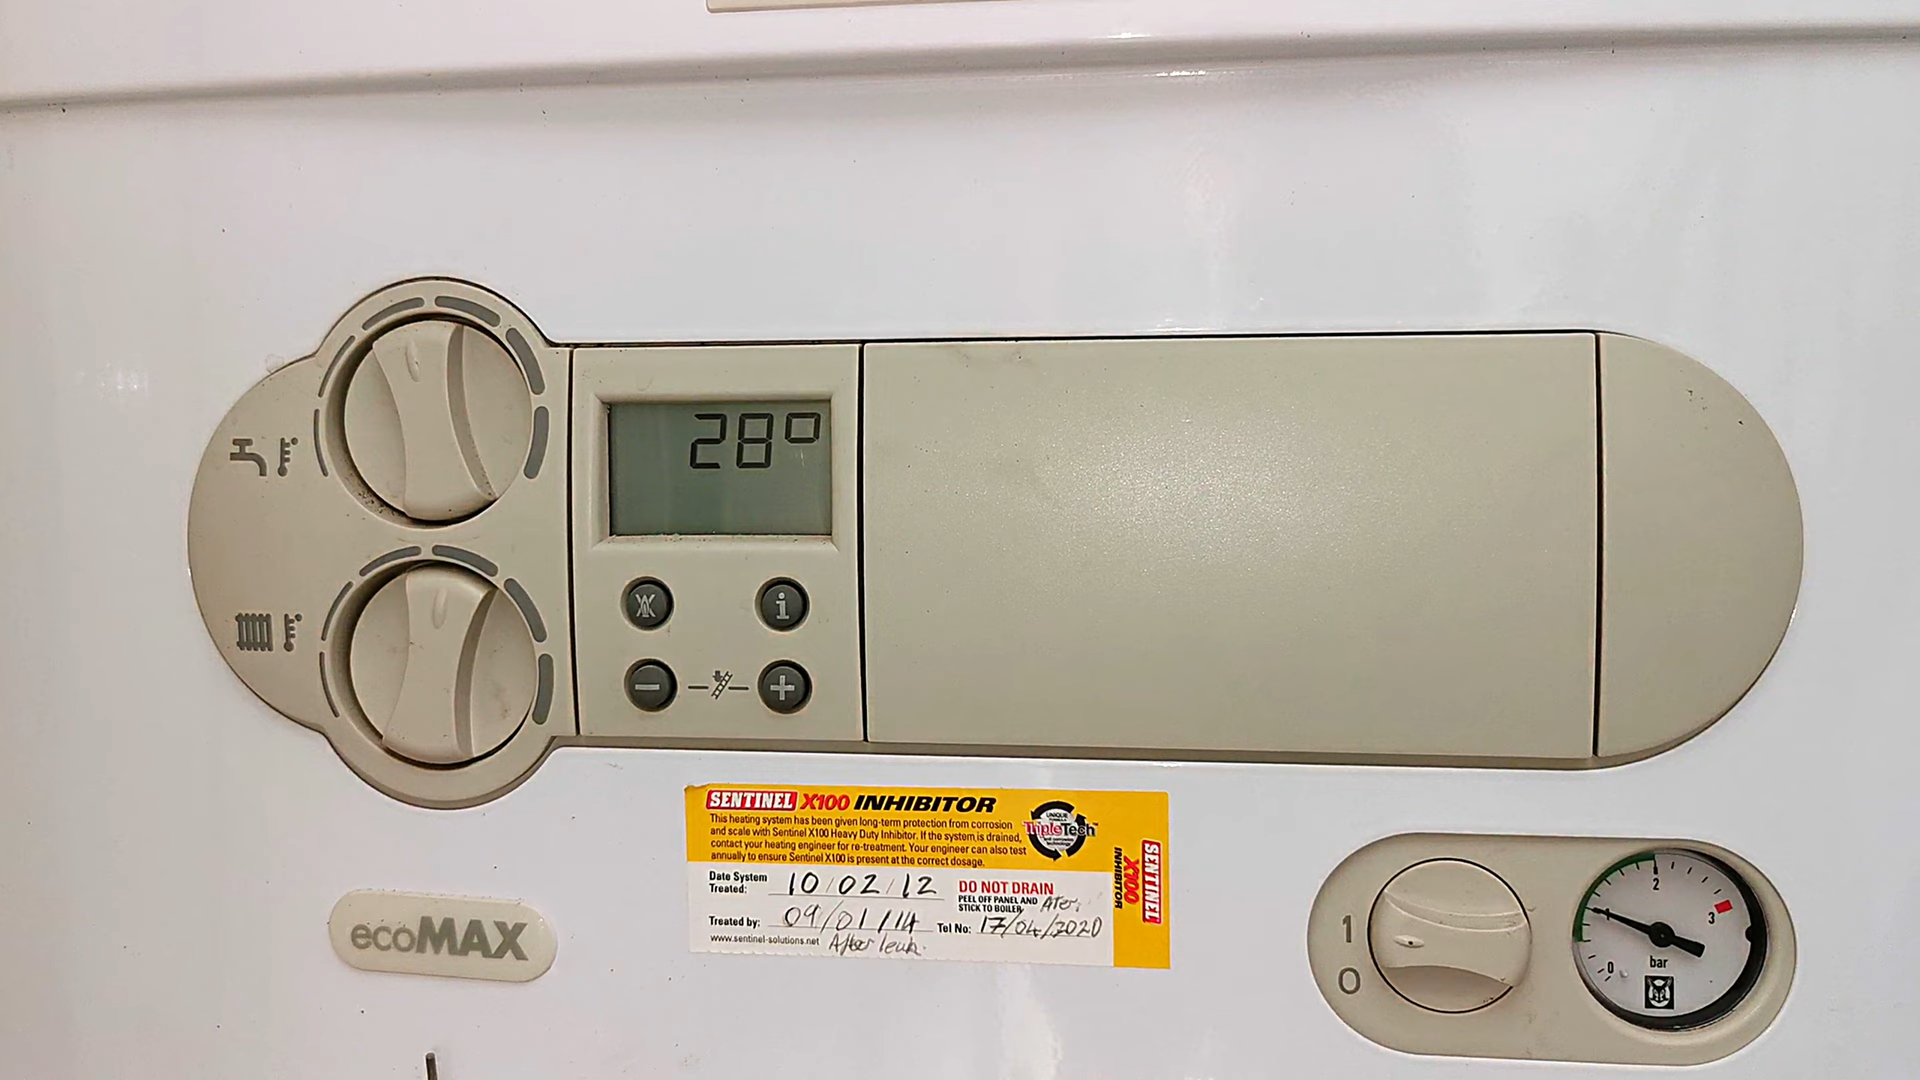 28°
i
SENTINEL X100 INHIBITOR
This heating system has been given long-term protection from corrosion
and scale with Sentinel X100 Heavy Duty Inhibitor. If the system is drained,
contact your heating engineer for re-treatment. Your engineer can also test
annually to ensure Sentinel X100 is present at the correct dosage.
UNIQUE
TripleTech™
SENTINEL
X100
INHIBITOR
Date System
Treated: 10/02/12
DO NOT DRAIN
PEEL OFF PANEL AND
STICK TO BOILER
Treated by: 09/01/14
Tel No: 17/04/2020
www.sentinel-solutions.net
After leak.
ecoMAX
1
0
0
1
2
3
bar